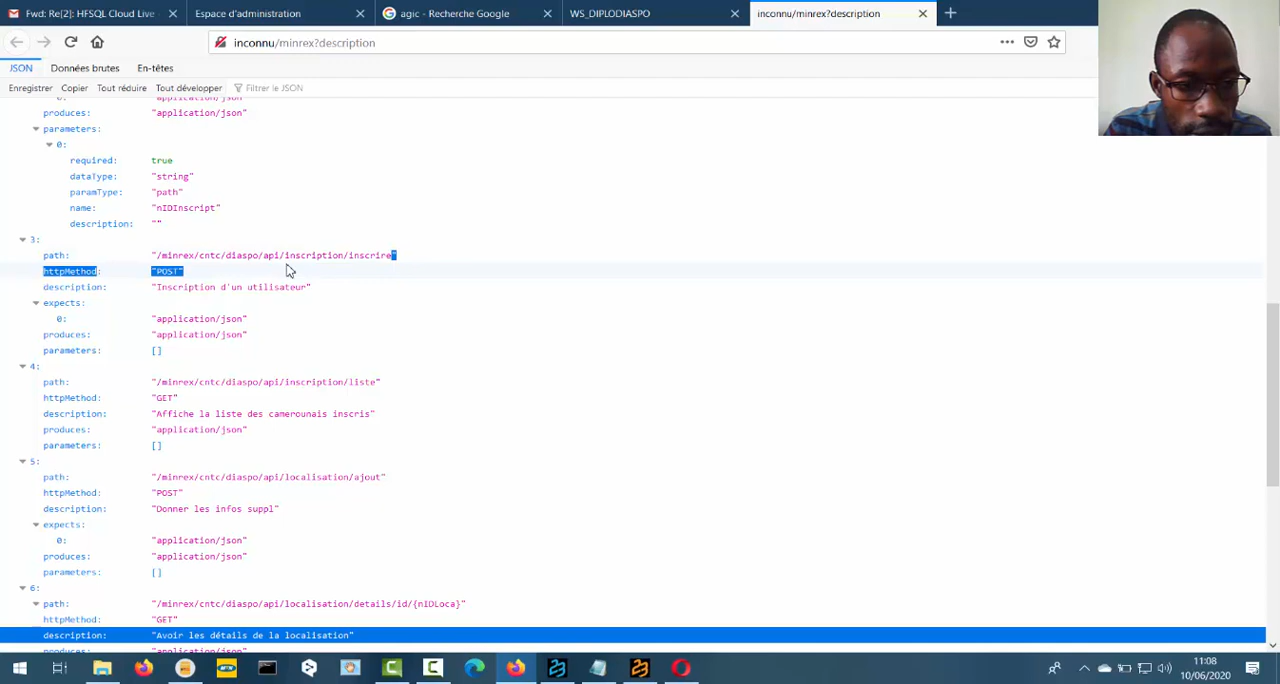 Fwd: Re[2]: HFSQL Cloud Live
Espace d'administration
agic - Recherche Google
WS_DIPLODIASPO
inconnu/minrex?description
inconnu/minrex?description
JSON
Données brutes
En-têtes
Enregistrer
Copier
Tout réduire
Tout développer
Filtrer le JSON
0: "application/json"
produces: "application/json"
parameters:
0:
required: true
dataType: "string"
paramType: "path"
name: "nIDInscript"
description: ""
3:
path: "/minrex/cntc/diaspo/api/inscription/inscrire"
httpMethod: "POST"
description: "Inscription d'un utilisateur"
expects:
0: "application/json"
produces: "application/json"
parameters: []
4:
path: "/minrex/cntc/diaspo/api/inscription/liste"
httpMethod: "GET"
description: "Affiche la liste des camerounais inscris"
produces: "application/json"
parameters: []
5:
path: "/minrex/cntc/diaspo/api/localisation/ajout"
httpMethod: "POST"
description: "Donner les infos suppl"
expects:
0: "application/json"
produces: "application/json"
parameters: []
6:
path: "/minrex/cntc/diaspo/api/localisation/details/id/{nIDLoca}"
httpMethod: "GET"
description: "Avoir les détails de la localisation"
produces: "application/json"
11:08
10/06/2020